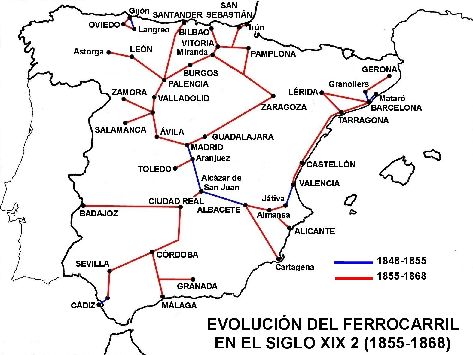 SAN
SANTANDER SEBASTIÁN
Gijón
OVIEDO
Langreo
BILBAO
Irún
VITORIA
Miranda
PAMPLONA
LEÓN
Astorga
BURGOS
PALENCIA
GERONA
Granollers
LÉRIDA
Mataró
BARCELONA
ZAMORA
VALLADOLID
ZARAGOZA
TARRAGONA
SALAMANCA
ÁVILA
GUADALAJARA
MADRID
Aranjuez
TOLEDO
CASTELLÓN
Alcázar de
San Juan
VALENCIA
CIUDAD REAL
BADAJOZ
ALBACETE
Játiva
Almansa
ALICANTE
CÓRDOBA
SEVILLA
Cartagena
GRANADA
CÁDIZ
MÁLAGA
1848-1855
1855-1868
EVOLUCIÓN DEL FERROCARRIL
EN EL SIGLO XIX 2 (1855-1868)